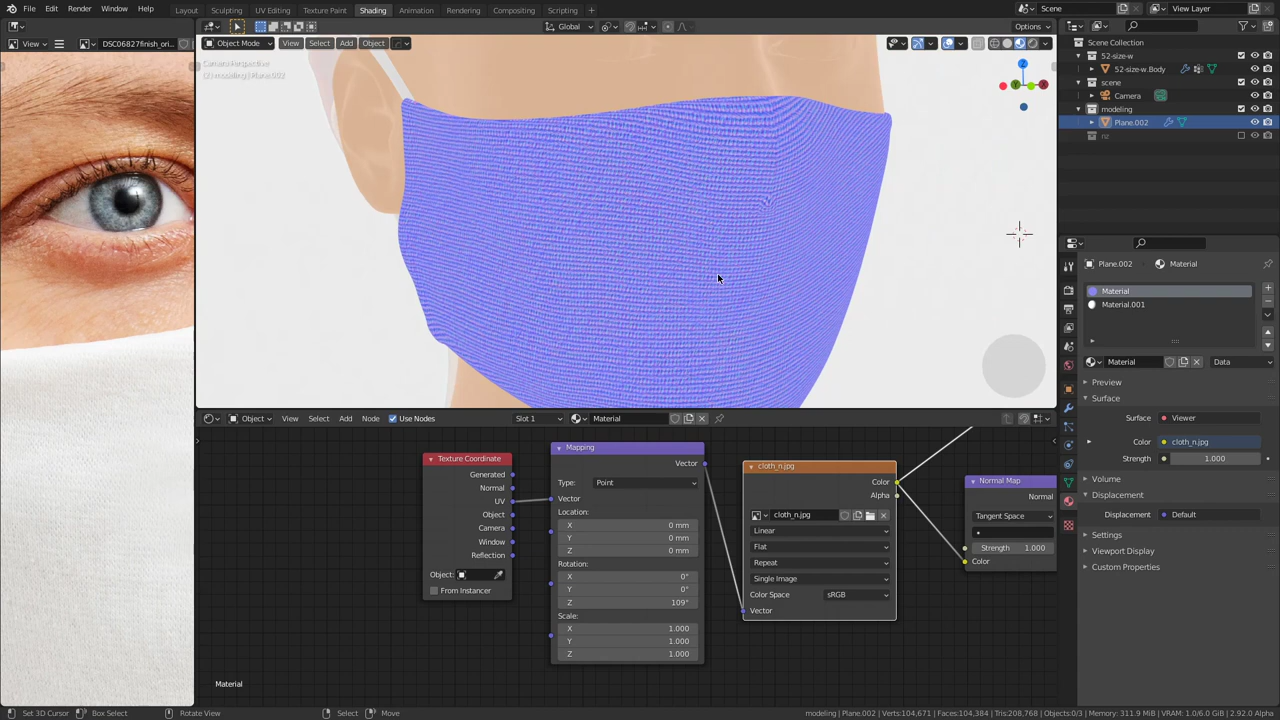 File Edit Render Window Help Layout Sculpting UV Editing Texture Paint Shading Animation Rendering Compositing Scripting Scene View Layer
View DSC06827finish_ori...
Global Options
Object Mode View Select Add Object
Camera Perspective
(2) modeling | Plane.002
Z
Y
X
Scene Collection
52-size-w
52-size-w.Body
scene
Camera
modeling
Plane.002
nz
Plane.002 Material
Material
Material.001
Material Data
Preview
Surface
Surface Viewer
Color cloth_n.jpg
Strength 1.000
Volume
Displacement
Displacement Default
Settings
Viewport Display
Custom Properties
Object View Select Add Node Use Nodes Slot 1 Material
Texture Coordinate
Generated
Normal
UV
Object
Camera
Window
Reflection
Object:
From Instancer
Mapping
Vector
Type: Point
Vector
Location:
X 0 mm
Y 0 mm
Z 0 mm
Rotation:
X 0°
Y 0°
Z 109°
Scale:
X 1.000
Y 1.000
Z 1.000
cloth_n.jpg
Color
Alpha
cloth_n.jpg
Linear
Flat
Repeat
Single Image
Color Space sRGB
Vector
Normal Map
Normal
Tangent Space
Strength 1.000
Color
Material
Set 3D Cursor Box Select Rotate View Select Move modeling | Plane.002 | Verts:104,671 | Faces:104,384 | Tris:208,768 | Objects:0/3 | Memory: 311.9 MiB | VRAM: 1.0/6.0 GiB | 2.92.0 Alpha